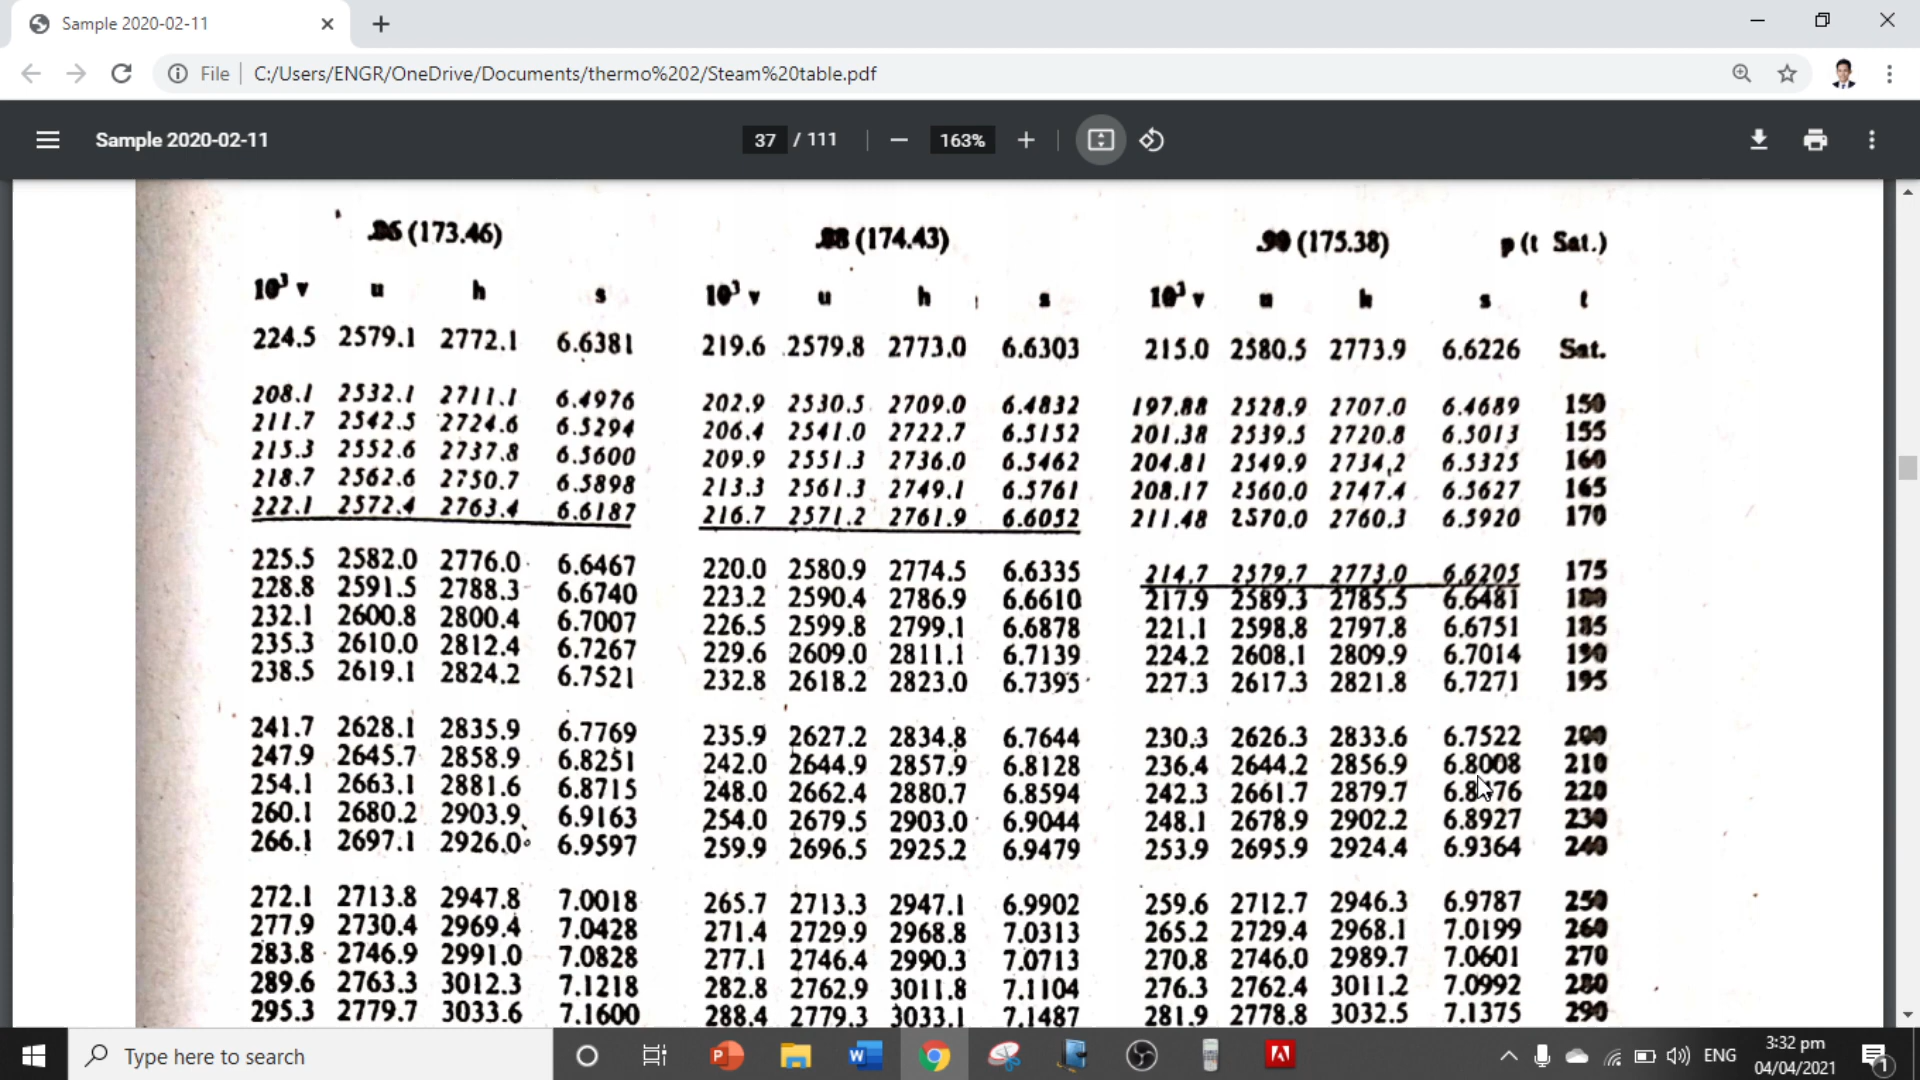 Sample 2020-02-11
File C:/Users/ENGR/OneDrive/Documents/thermo%202/Steam%20table.pdf
Sample 2020-02-11 37 / 111 163%
.86 (173.46) .88 (174.43) .90 (175.38) p (t Sat.)
10³ v u h s 10³ v u h s 10³ v u h s t
224.5 2579.1 2772.1 6.6381 219.6 2579.8 2773.0 6.6303 215.0 2580.5 2773.9 6.6226 Sat.
208.1 2532.1 2711.1 6.4976 202.9 2530.5 2709.0 6.4832 197.88 2528.9 2707.0 6.4689 150
211.7 2542.5 2724.6 6.5294 206.4 2541.0 2722.7 6.5152 201.38 2539.5 2720.8 6.5013 155
215.3 2552.6 2737.8 6.5600 209.9 2551.3 2736.0 6.5462 204.81 2549.9 2734.2 6.5325 160
218.7 2562.6 2750.7 6.5898 213.3 2561.3 2749.1 6.5761 208.17 2560.0 2747.4 6.5627 165
222.1 2572.4 2763.4 6.6187 216.7 2571.2 2761.9 6.6052 211.48 2570.0 2760.3 6.5920 170
225.5 2582.0 2776.0 6.6467 220.0 2580.9 2774.5 6.6335 214.7 2579.7 2773.0 6.6205 175
228.8 2591.5 2788.3 6.6740 223.2 2590.4 2786.9 6.6610 217.9 2589.3 2785.5 6.6481 180
232.1 2600.8 2800.4 6.7007 226.5 2599.8 2799.1 6.6878 221.1 2598.8 2797.8 6.6751 185
235.3 2610.0 2812.4 6.7267 229.6 2609.0 2811.1 6.7139 224.2 2608.1 2809.9 6.7014 190
238.5 2619.1 2824.2 6.7521 232.8 2618.2 2823.0 6.7395 227.3 2617.3 2821.8 6.7271 195
241.7 2628.1 2835.9 6.7769 235.9 2627.2 2834.8 6.7644 230.3 2626.3 2833.6 6.7522 200
247.9 2645.7 2858.9 6.8251 242.0 2644.9 2857.9 6.8128 236.4 2644.2 2856.9 6.8008 210
254.1 2663.1 2881.6 6.8715 248.0 2662.4 2880.7 6.8594 242.3 2661.7 2879.7 220
260.1 2680.2 2903.9 6.9163 254.0 2679.5 2903.0 6.9044 248.1 2678.9 2902.2 6.8927 230
266.1 2697.1 2926.0 6.9597 259.9 2696.5 2925.2 6.9479 253.9 2695.9 2924.4 6.9364 240
272.1 2713.8 2947.8 7.0018 265.7 2713.3 2947.1 6.9902 259.6 2712.7 2946.3 6.9787 250
277.9 2730.4 2969.4 7.0428 271.4 2729.9 2968.8 7.0313 265.2 2729.4 2968.1 7.0199 260
283.8 2746.9 2991.0 7.0828 277.1 2746.4 2990.3 7.0713 270.8 2746.0 2989.7 7.0601 270
289.6 2763.3 3012.3 7.1218 282.8 2762.9 3011.8 7.1104 276.3 2762.4 3011.2 7.0992 280
295.3 2779.7 3033.6 7.1600 288.4 2779.3 3033.1 7.1487 281.9 2778.8 3032.5 7.1375 290
Type here to search ENG 3:32 pm
04/04/2021
1